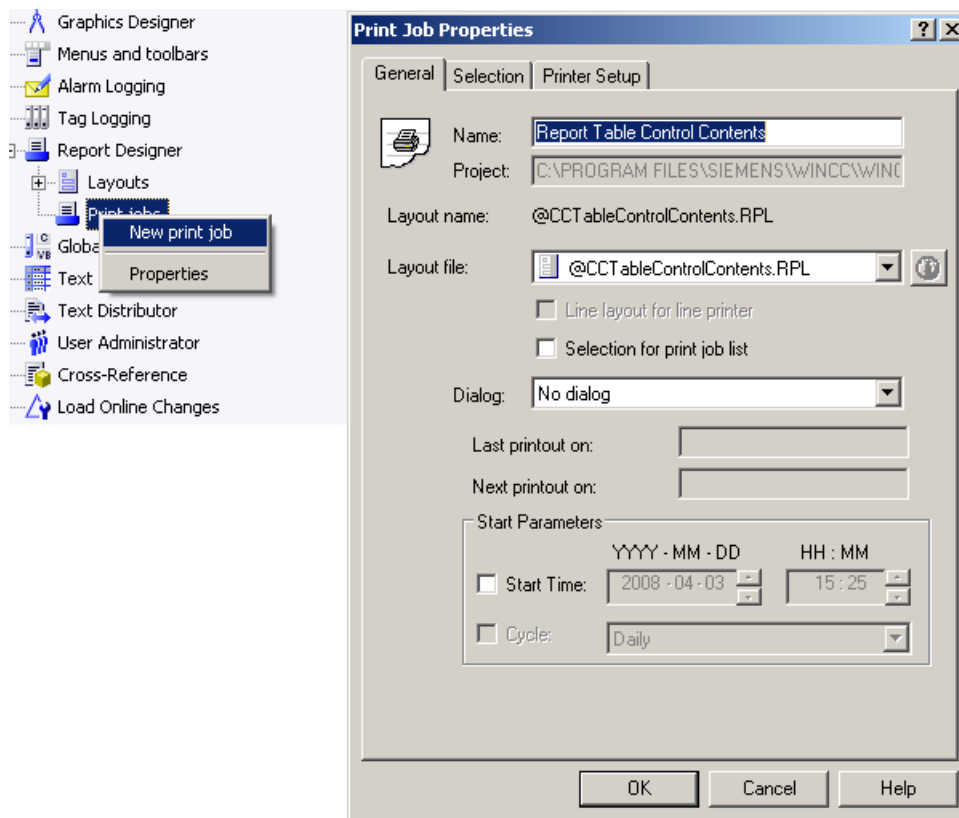 Graphics Designer
Menus and toolbars
Alarm Logging
Tag Logging
Report Designer
Layouts
Print jobs
New print job
Properties
Globa
Text
Text Distributor
User Administrator
Cross-Reference
Load Online Changes
Print Job Properties
General Selection Printer Setup
Name: Report Table Control Contents
Project: C:\PROGRAM FILES\SIEMENS\WINCC\WINC
Layout name: @CCTableControlContents.RPL
Layout file: @CCTableControlContents.RPL
Line layout for line printer
Selection for print job list
Dialog: No dialog
Last printout on:
Next printout on:
Start Parameters
YYYY - MM - DD HH : MM
Start Time: 2008 - 04 - 03 15 : 25
Cycle: Daily
OK Cancel Help